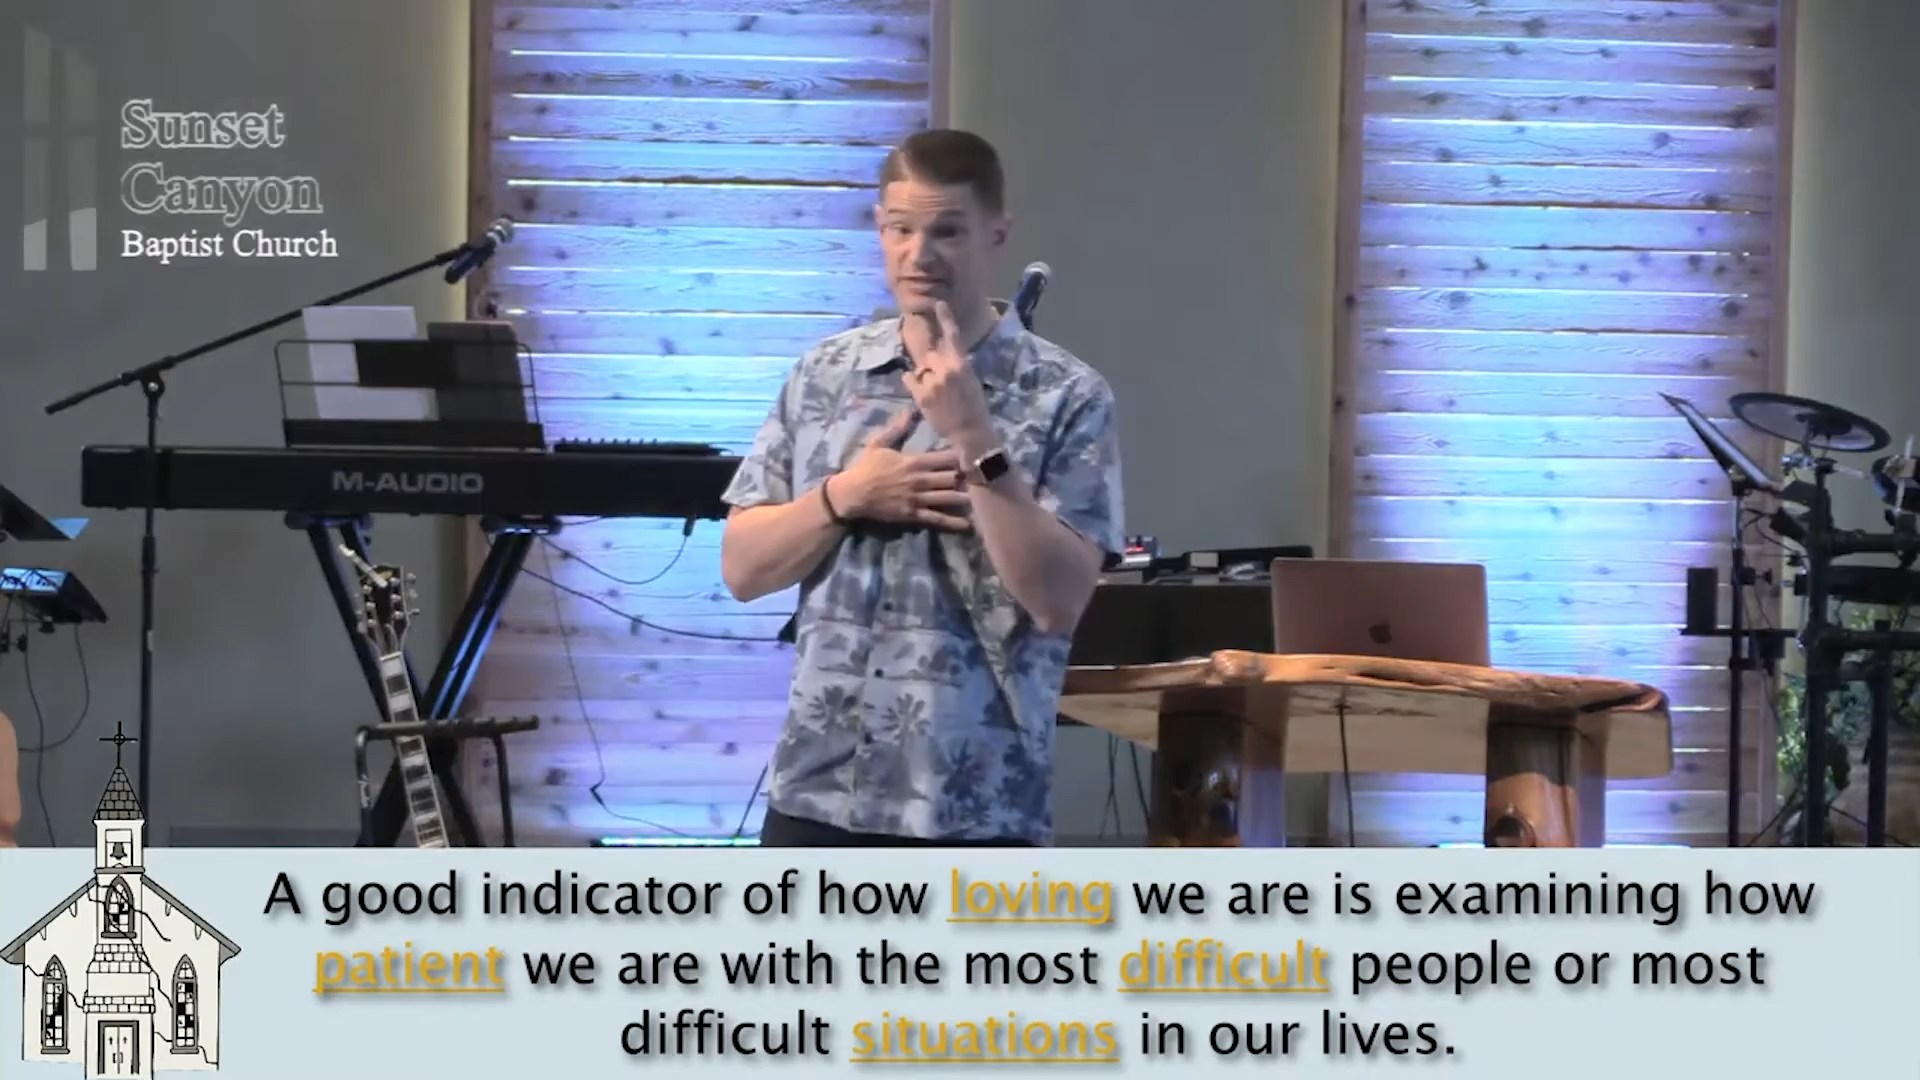 Sunset
Canyon
Baptist Church
M-AUDIO
A good indicator of how loving we are is examining how
patient we are with the most difficult people or most
difficult situations in our lives.